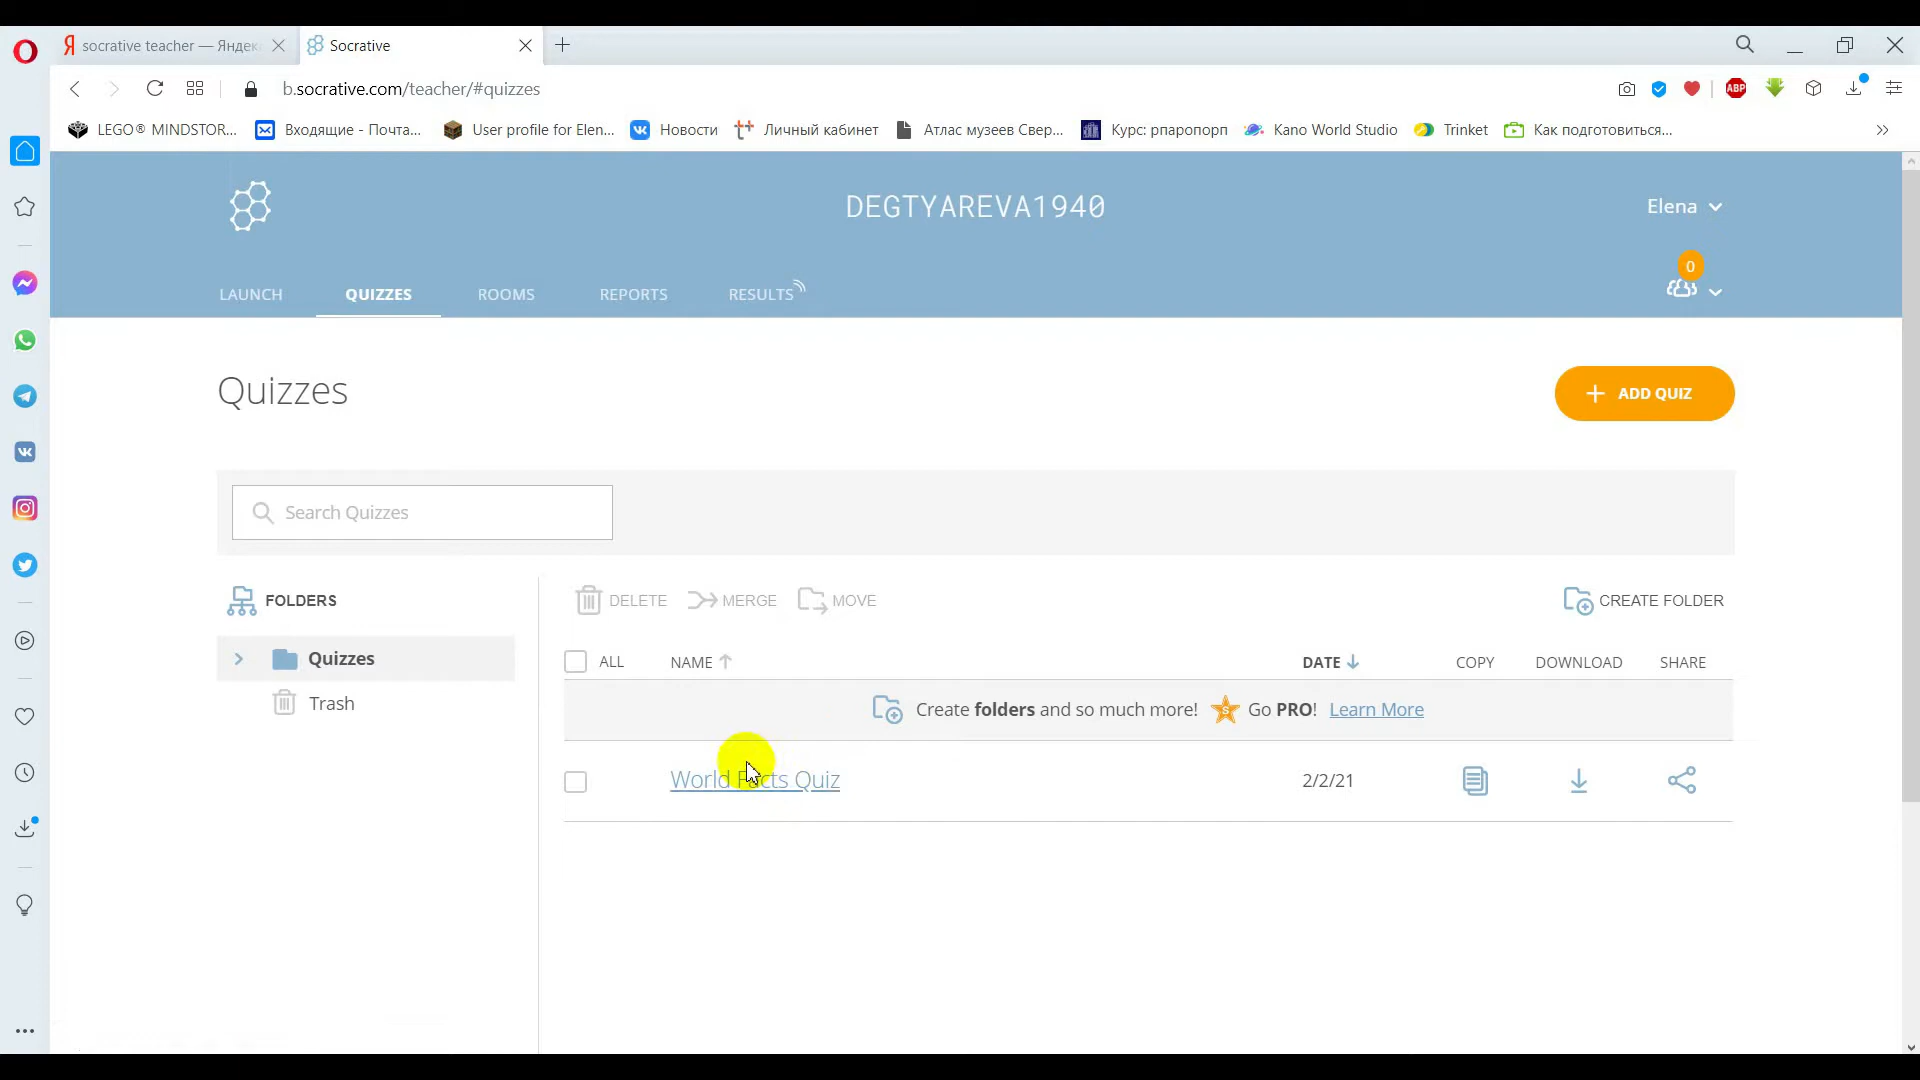 socrative teacher — Яндек
Socrative
b.socrative.com/teacher/#quizzes
ABP
LEGO® MINDSTOR...
Входящие - Почта...
User profile for Elen...
Новости
Личный кабинет
Атлас музеев Свер...
Курс: рпаропорп
Kano World Studio
Trinket
Как подготовиться...
DEGTYAREVA1940
Elena
0
LAUNCH
QUIZZES
ROOMS
REPORTS
RESULTS
Quizzes
ADD QUIZ
Search Quizzes
FOLDERS
DELETE
MERGE
MOVE
CREATE FOLDER
Quizzes
Trash
ALL
NAME
DATE
COPY
DOWNLOAD
SHARE
Create folders and so much more!
Go PRO! Learn More
World Facts Quiz
2/2/21